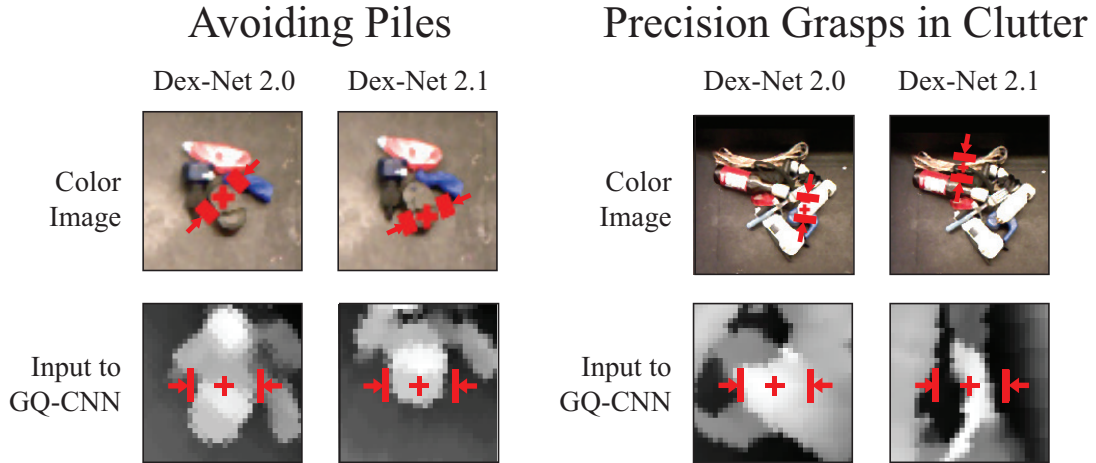 Avoiding Piles
Precision Grasps in Clutter
Dex-Net 2.0
Dex-Net 2.1
Dex-Net 2.0
Dex-Net 2.1
Color
Image
Color
Image
Input to
GQ-CNN
Input to
GQ-CNN